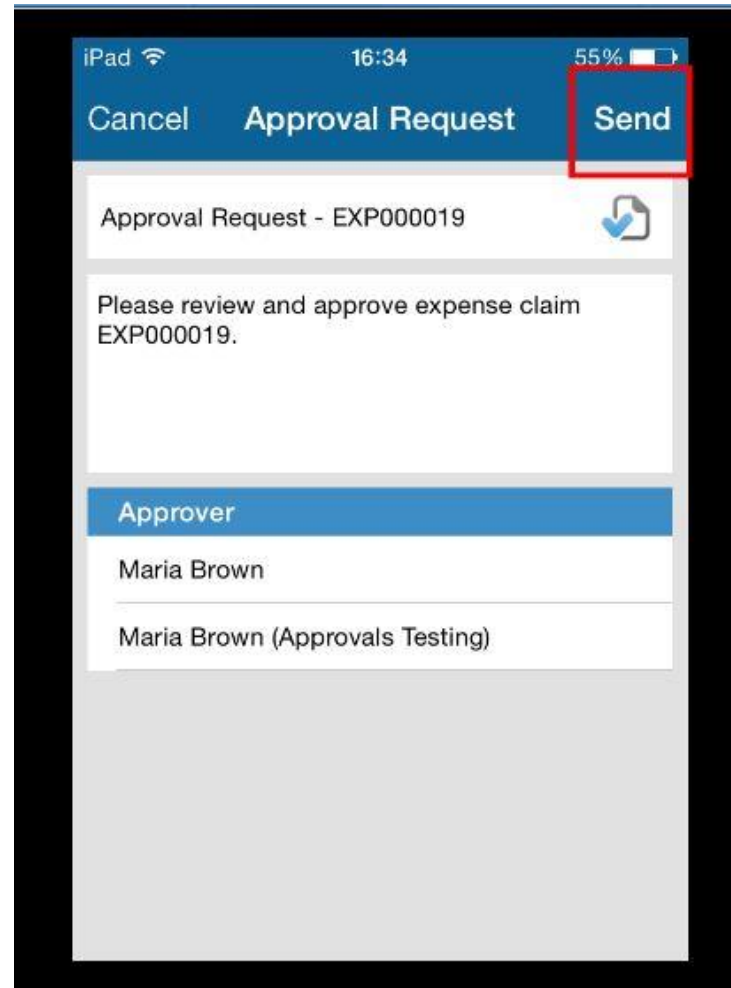 iPad 16:34 55%
Cancel Approval Request Send
Approval Request - EXP000019
Please review and approve expense claim
EXP000019.
Approver
Maria Brown
Maria Brown (Approvals Testing)